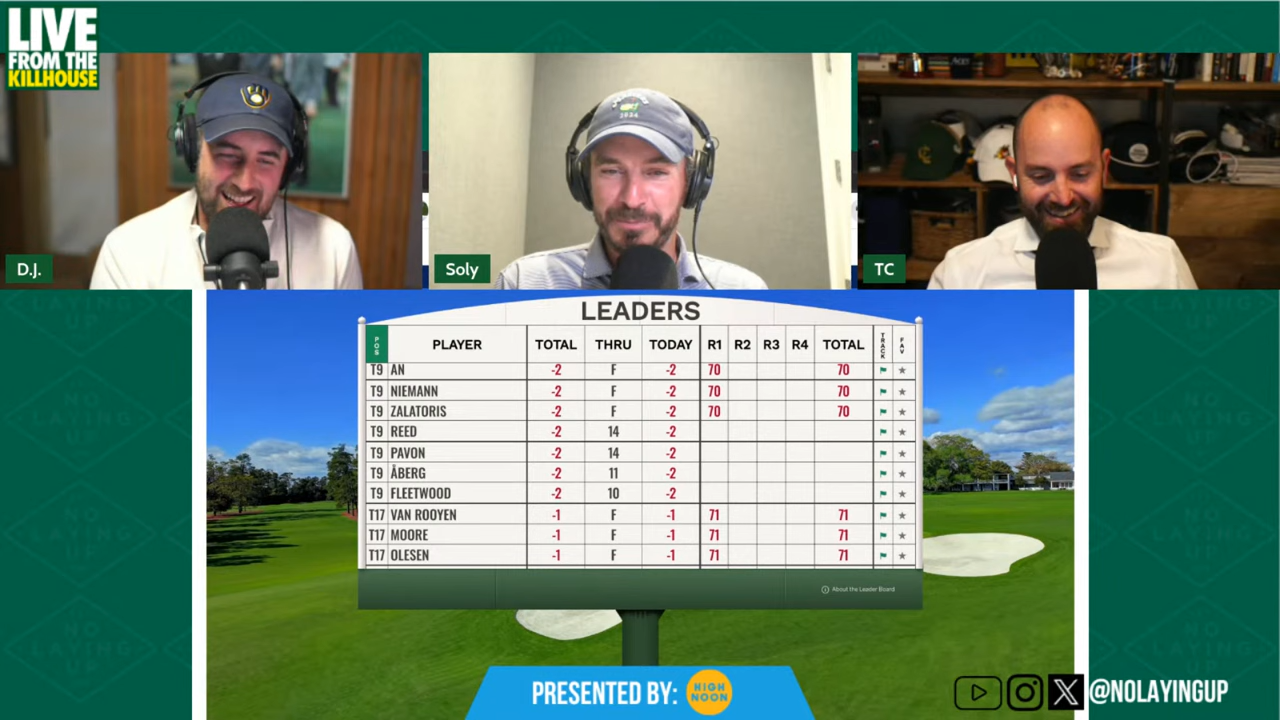 LIVE
FROM THE
KILLHOUSE
2024
D.J.
Soly
TC
LEADERS
POS PLAYER TOTAL THRU TODAY R1 R2 R3 R4 TOTAL TRACK FAV
T9 AN -2 F -2 70 70
T9 NIEMANN -2 F -2 70 70
T9 ZALATORIS -2 F -2 70 70
T9 REED -2 14 -2
T9 PAVON -2 14 -2
T9 ÅBERG -2 11 -2
T9 FLEETWOOD -2 10 -2
T17 VAN ROOYEN -1 F -1 71 71
T17 MOORE -1 F -1 71 71
T17 OLESEN -1 F -1 71 71
About the Leader Board
PRESENTED BY: HIGH NOON
@NOLAYINGUP
NO
LAYING
UP